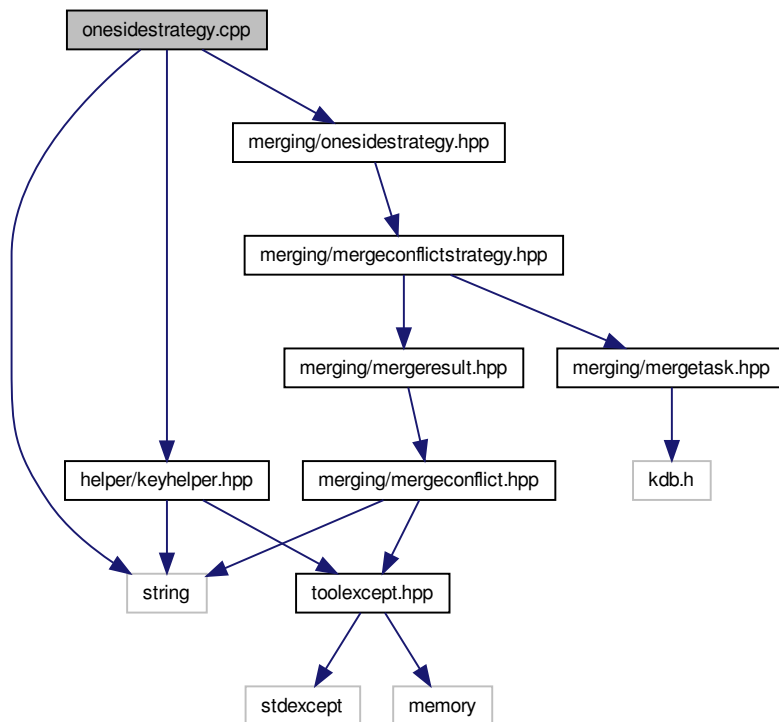 onesidestrategy.cpp
merging/onesidestrategy.hpp
merging/mergeconflictstrategy.hpp
merging/mergeresult.hpp
merging/mergetask.hpp
helper/keyhelper.hpp
merging/mergeconflict.hpp
kdb.h
string
toolexcept.hpp
stdexcept
memory